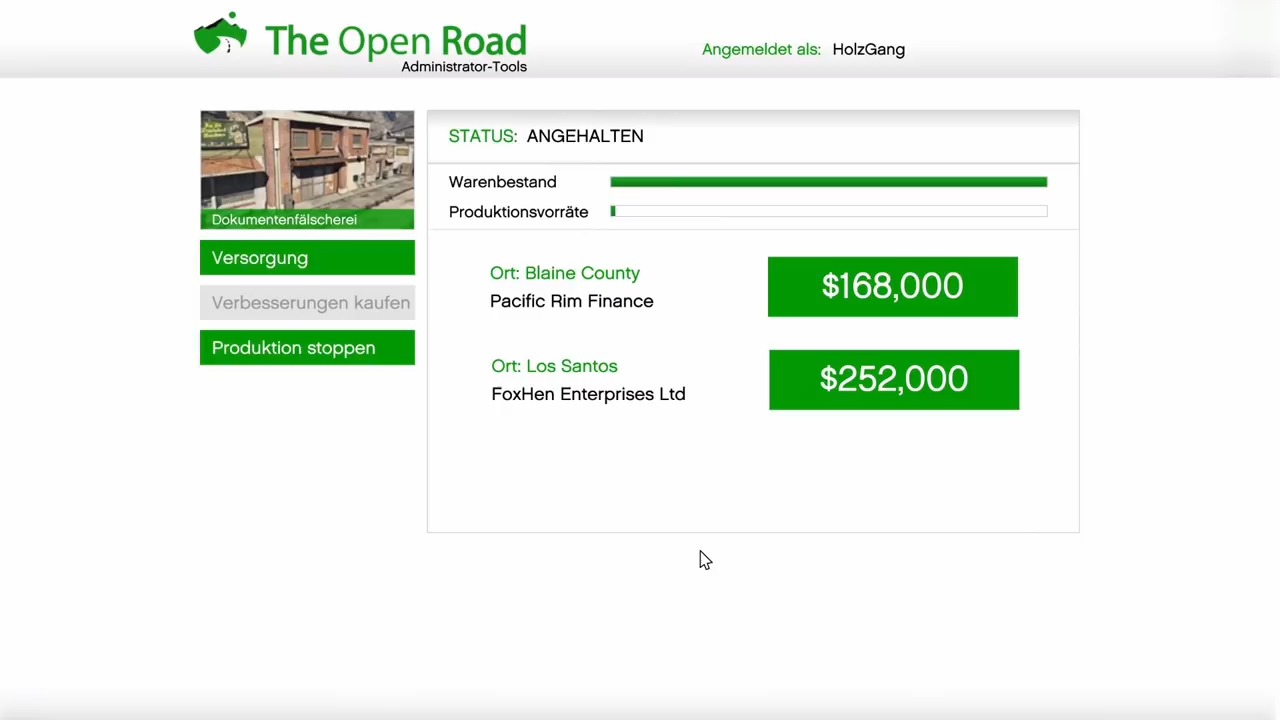 The Open Road
Administrator-Tools
Angemeldet als: HolzGang
Dokumentenfälscherei
Versorgung
Verbesserungen kaufen
Produktion stoppen
STATUS: ANGEHALTEN
Warenbestand
Produktionsvorräte
Ort: Blaine County
Pacific Rim Finance
$168,000
Ort: Los Santos
FoxHen Enterprises Ltd
$252,000